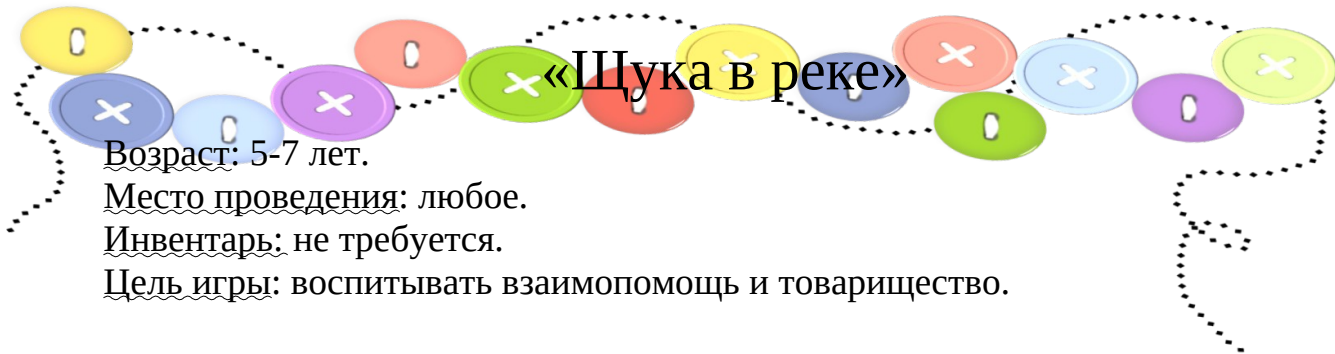 «Щука в реке»
Возраст: 5-7 лет.
Место проведения: любое.
Инвентарь: не требуется.
Цель игры: воспитывать взаимопомощь и товарищество.